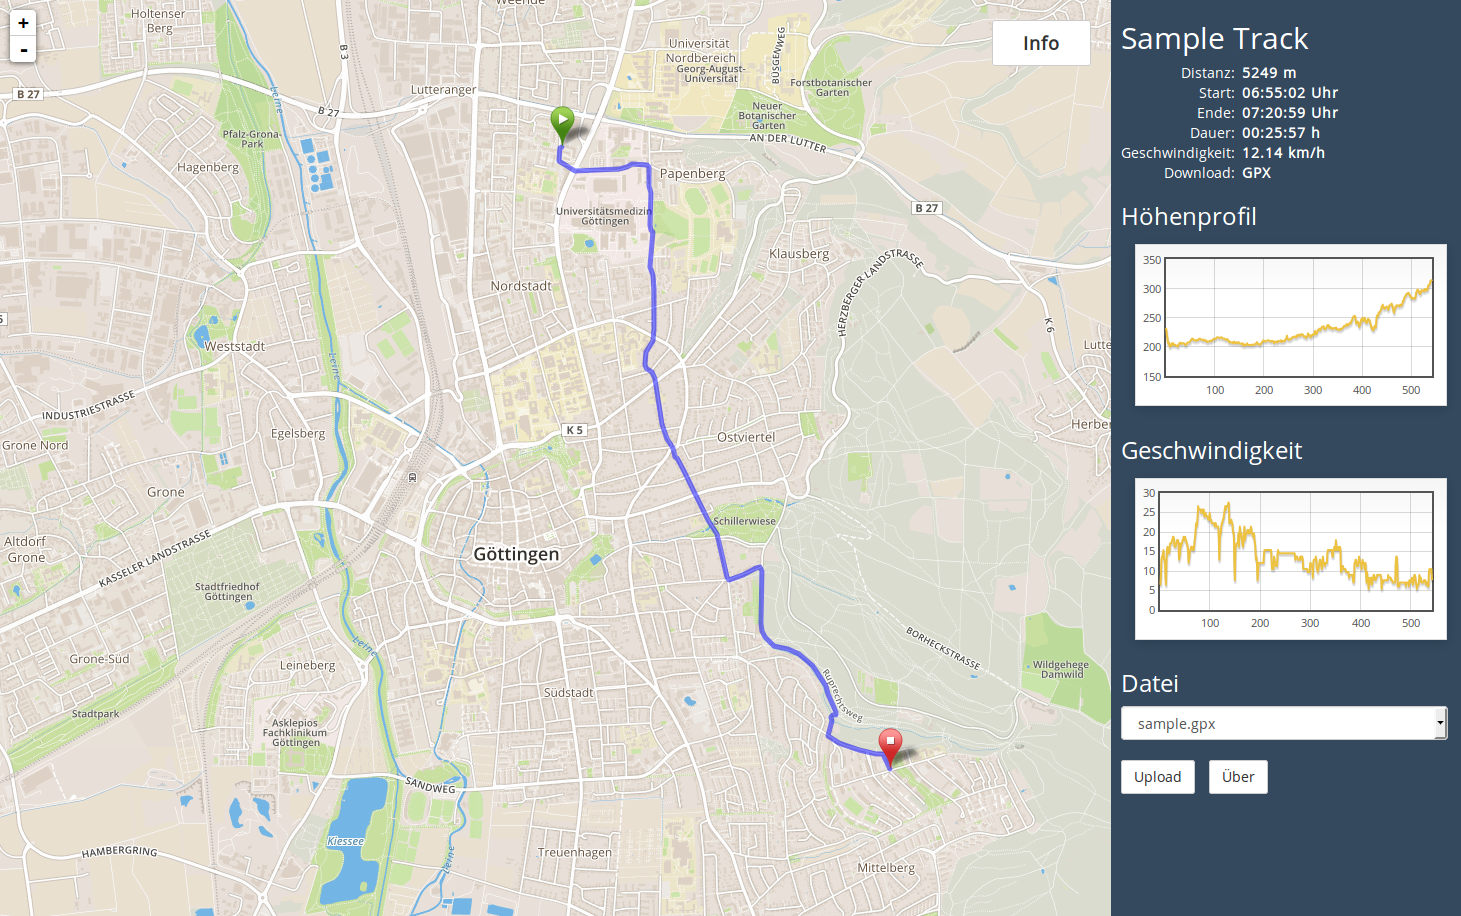 +
-
Holtenser
Berg
Weende
B 3
Info
Universität
Nordbereich
Georg-August-
Universität
BÜSGENWEG
Forstbotanischer
Garten
B 27
Lutteranger
Leine
B 27
Neuer
Botanischer
Garten
AN DER LUTTER
Pfalz-Grona-
Park
Hagenberg
Papenberg
Universitätsmedizin
Göttingen
B 27
Klausberg
HERZBERGER LANDSTRASSE
Nordstadt
K 6
Weststadt
Lutte
Leine
INDUSTRIESTRASSE
Grone Nord
Egelsberg
K 5
Ostviertel
Herber
Grone
Schillerwiese
Altdorf
Grone
KASSELER LANDSTRASSE
Göttingen
Stadtfriedhof
Göttingen
Leine
BORHECKSTRASSE
Grone-Süd
Leineberg
Wildgehege
Damwild
Ruprechtsweg
Südstadt
Stadtpark
Asklepios
Fachklinikum
Göttingen
SANDWEG
Kiessee
Leine
HAMBERGRING
Treuenhagen
Mittelberg
Sample Track
Distanz: 5249 m
Start: 06:55:02 Uhr
Ende: 07:20:59 Uhr
Dauer: 00:25:57 h
Geschwindigkeit: 12.14 km/h
Download: GPX
Höhenprofil
350
300
250
200
150
100 200 300 400 500
Geschwindigkeit
30
25
20
15
10
5
0
100 200 300 400 500
Datei
sample.gpx
Upload Über